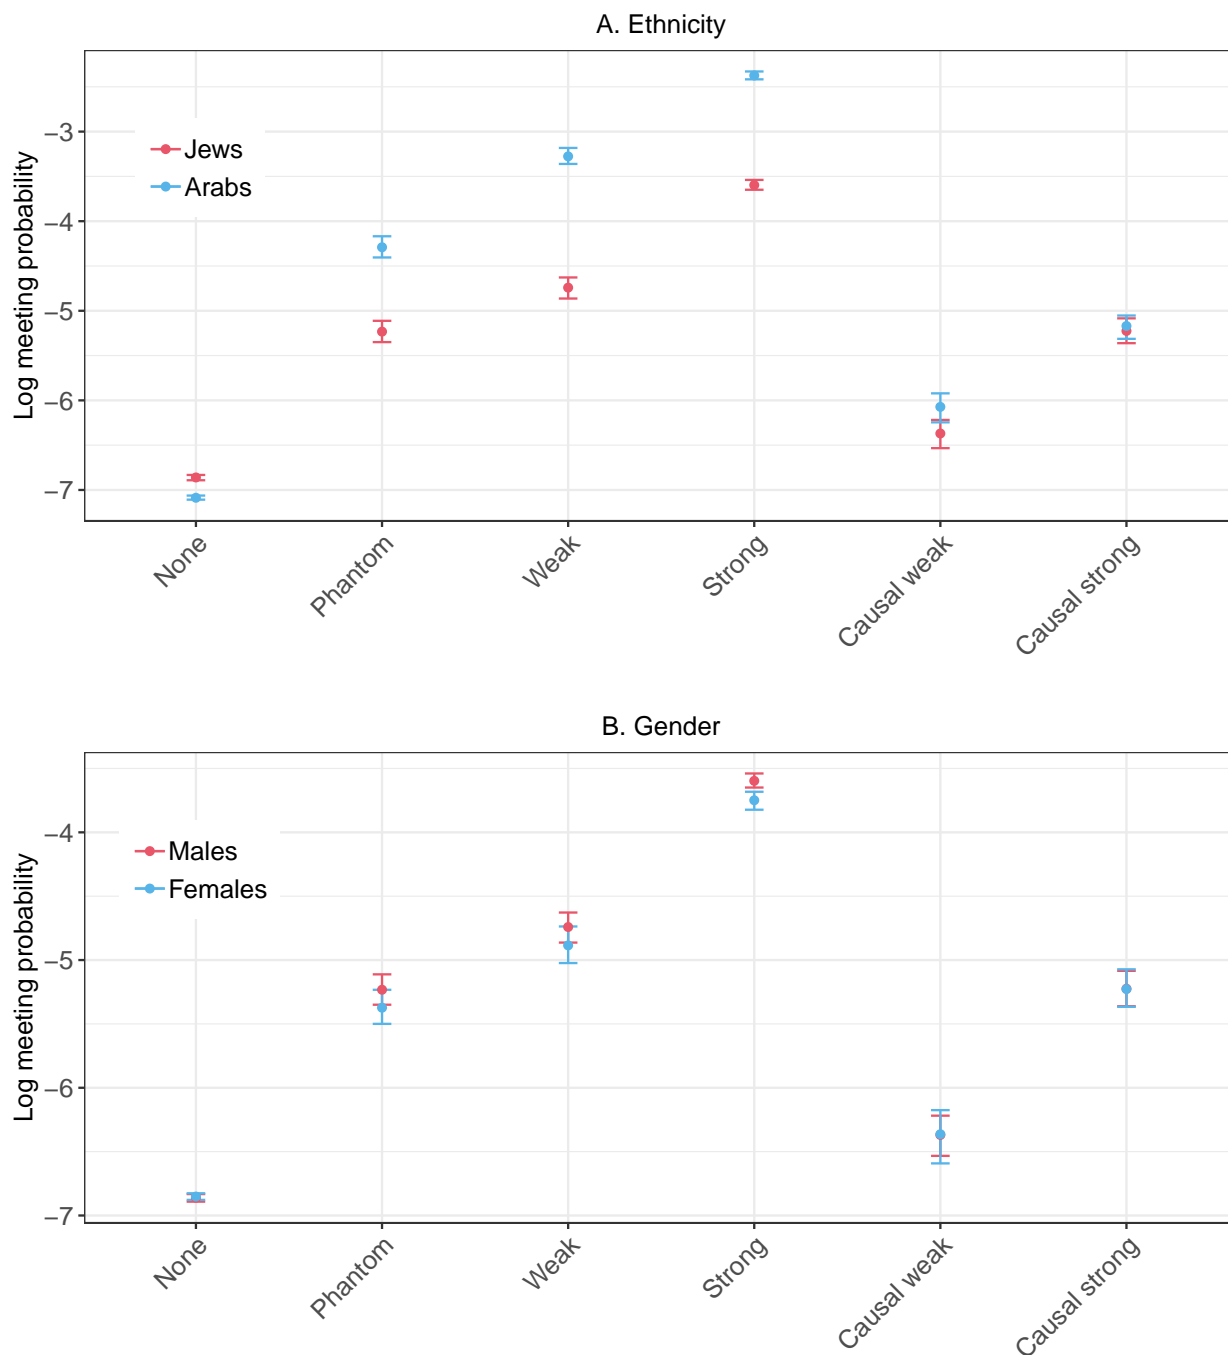 A. Ethnicity
Log meeting probability
−3
−4
−5
−6
−7
Jews
Arabs
None
Phantom
Weak
Strong
Causal weak
Causal strong
B. Gender
Log meeting probability
−4
−5
−6
−7
Males
Females
None
Phantom
Weak
Strong
Causal weak
Causal strong